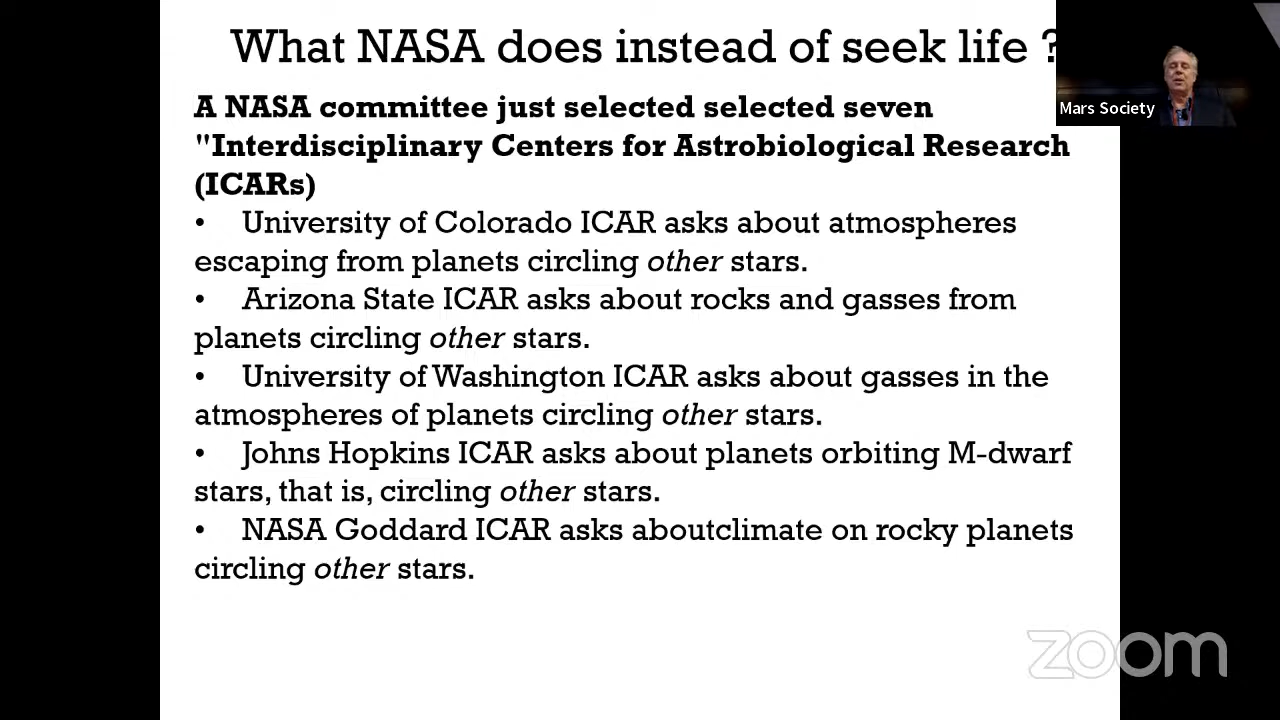 What NASA does instead of seek life ?
A NASA committee just selected selected seven
"Interdisciplinary Centers for Astrobiological Research
(ICARs)
• University of Colorado ICAR asks about atmospheres
escaping from planets circling other stars.
• Arizona State ICAR asks about rocks and gasses from
planets circling other stars.
• University of Washington ICAR asks about gasses in the
atmospheres of planets circling other stars.
• Johns Hopkins ICAR asks about planets orbiting M-dwarf
stars, that is, circling other stars.
• NASA Goddard ICAR asks aboutclimate on rocky planets
circling other stars.
Mars Society
zoom